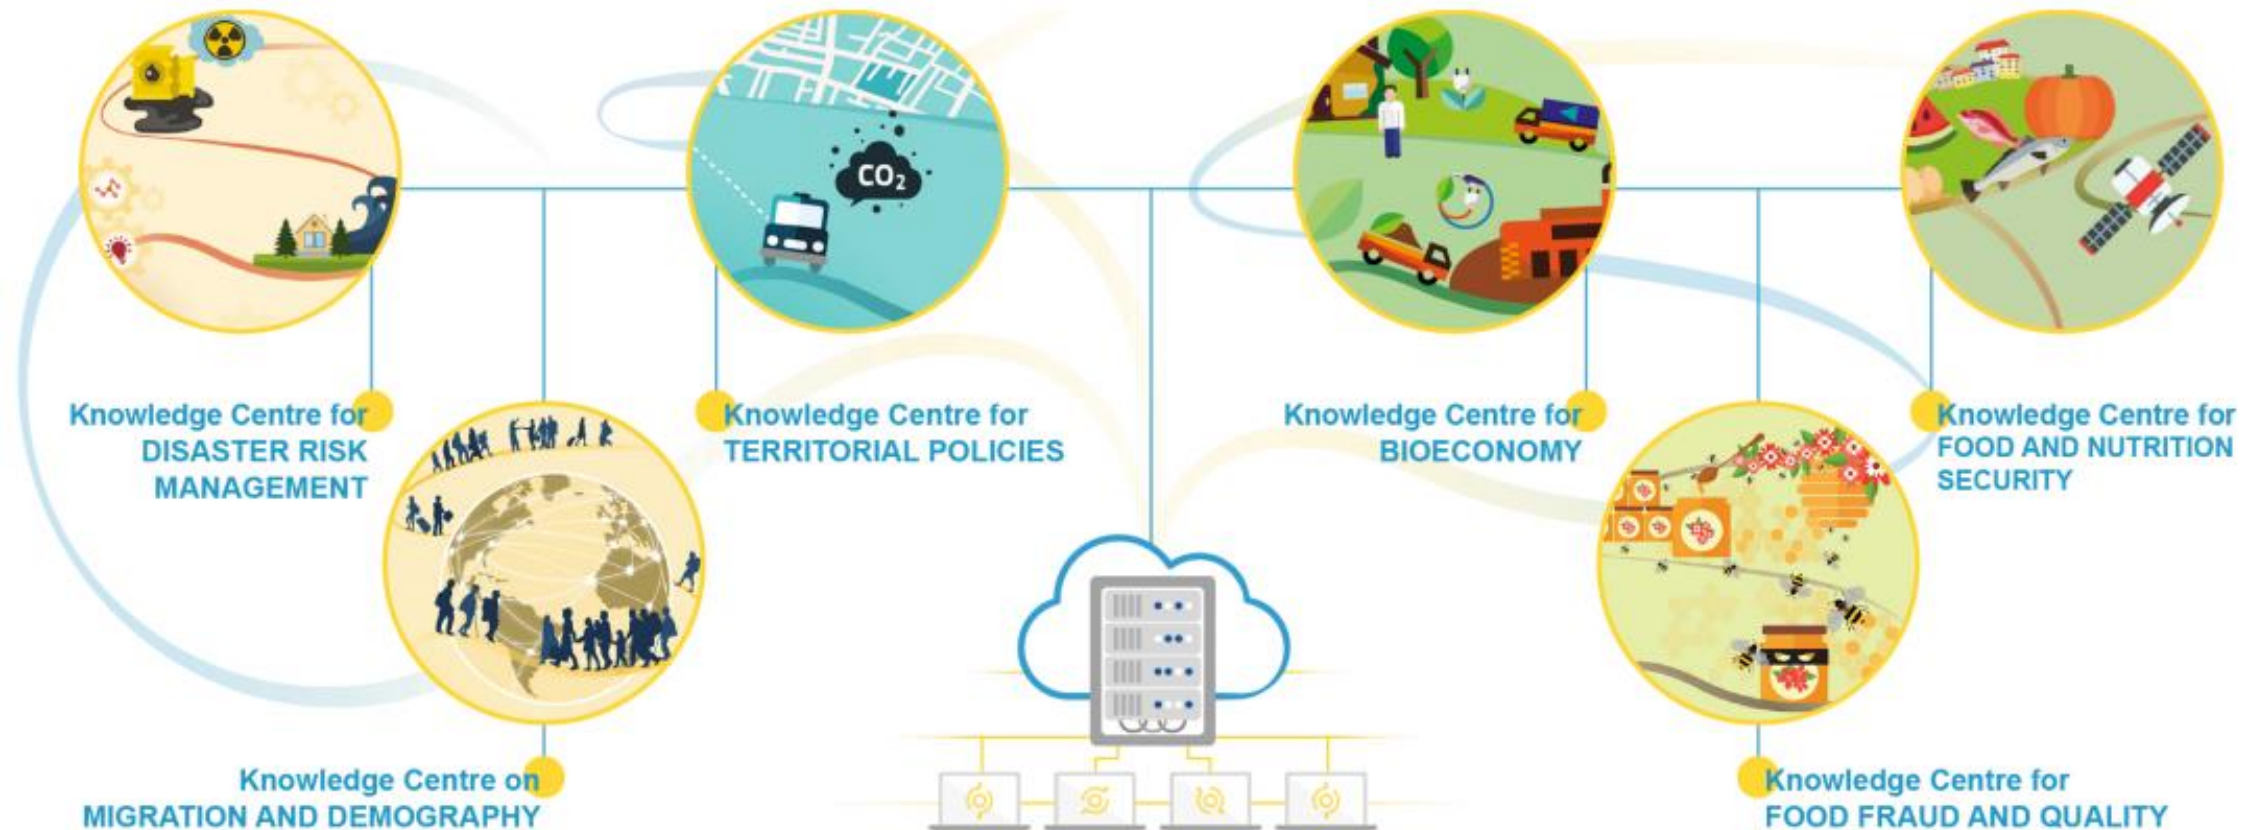 CO₂
Knowledge Centre for
DISASTER RISK
MANAGEMENT
Knowledge Centre for
TERRITORIAL POLICIES
Knowledge Centre for
BIOECONOMY
Knowledge Centre for
FOOD AND NUTRITION
SECURITY
Knowledge Centre on
MIGRATION AND DEMOGRAPHY
Knowledge Centre for
FOOD FRAUD AND QUALITY